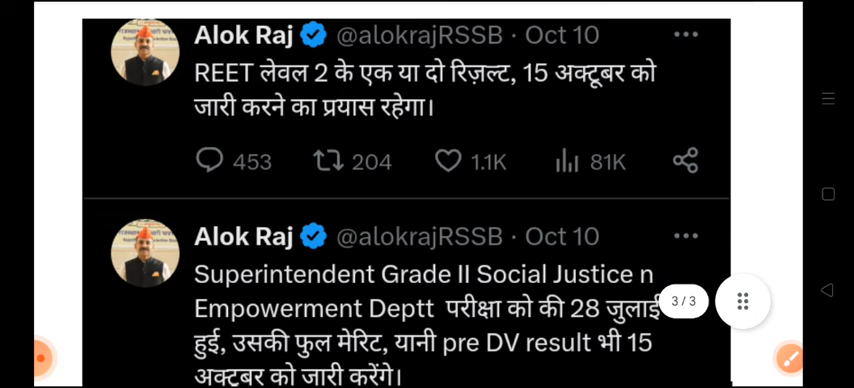 Alok Raj @alokrajRSSB · Oct 10
REET लेवल 2 के एक या दो रिज़ल्ट, 15 अक्टूबर को
जारी करने का प्रयास रहेगा।
453 204 1.1K 81K
Alok Raj @alokrajRSSB · Oct 10
Superintendent Grade II Social Justice n
Empowerment Deptt परीक्षा को की 28 जुलाई
3 / 3
हुई, उसकी फुल मेरिट, यानी pre DV result भी 15
अक्टूबर को जारी करेंगे।